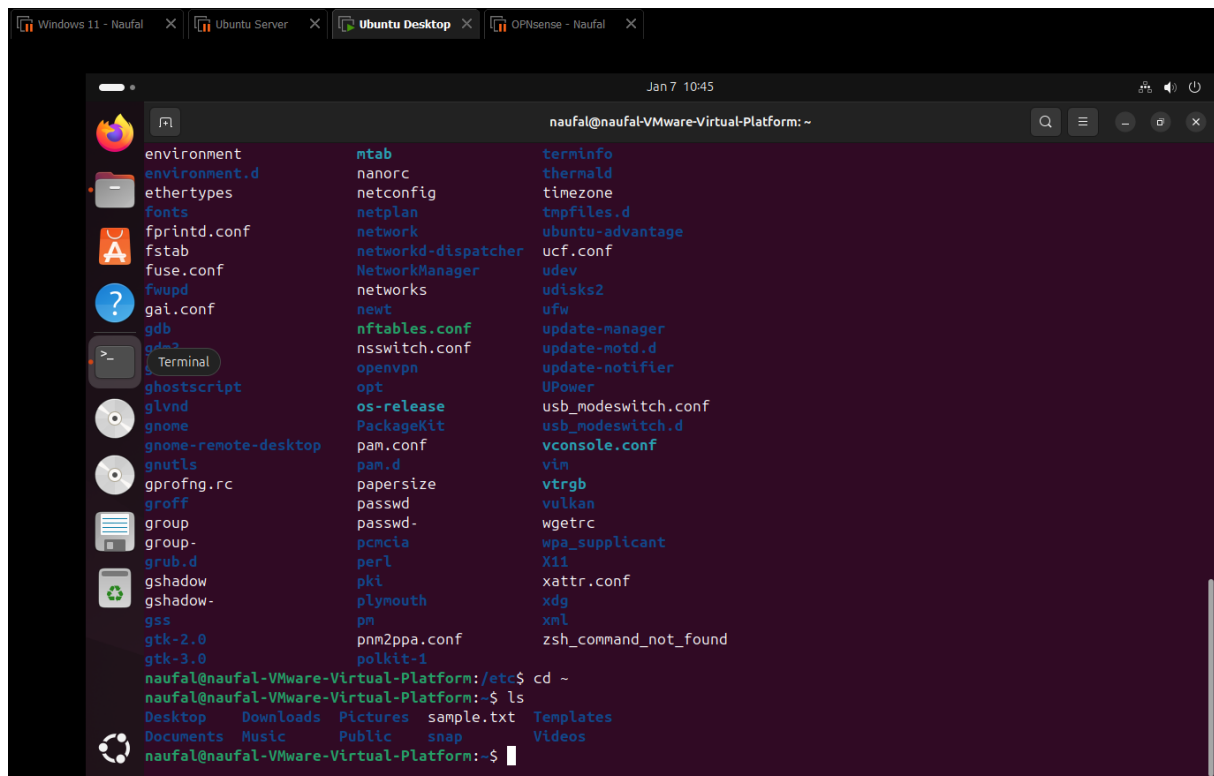 Windows 11 - Naufal Ubuntu Server Ubuntu Desktop OPNsense - Naufal
Jan 7 10:45
naufal@naufal-VMware-Virtual-Platform: ~
environment mtab terminfo
environment.d nanorc thermald
ethertypes netconfig timezone
fonts netplan tmpfiles.d
fprintd.conf network ubuntu-advantage
fstab networkd-dispatcher ucf.conf
fuse.conf NetworkManager udev
fwupd networks udisks2
gai.conf newt ufw
gdb nftables.conf update-manager
gdm3 nsswitch.conf update-motd.d
Terminal openvpn update-notifier
ghostscript opt UPower
glvnd os-release usb_modeswitch.conf
gnome PackageKit usb_modeswitch.d
gnome-remote-desktop pam.conf vconsole.conf
gnutls pam.d vim
gprofng.rc papersize vtrgb
groff passwd vulkan
group passwd- wgetrc
group- pcmcia wpa_supplicant
grub.d perl X11
gshadow pki xattr.conf
gshadow- plymouth xdg
gss pm xml
gtk-2.0 pnm2ppa.conf zsh_command_not_found
gtk-3.0 polkit-1
naufal@naufal-VMware-Virtual-Platform:/etc$ cd ~
naufal@naufal-VMware-Virtual-Platform:~$ ls
Desktop Downloads Pictures sample.txt Templates
Documents Music Public snap Videos
naufal@naufal-VMware-Virtual-Platform:~$